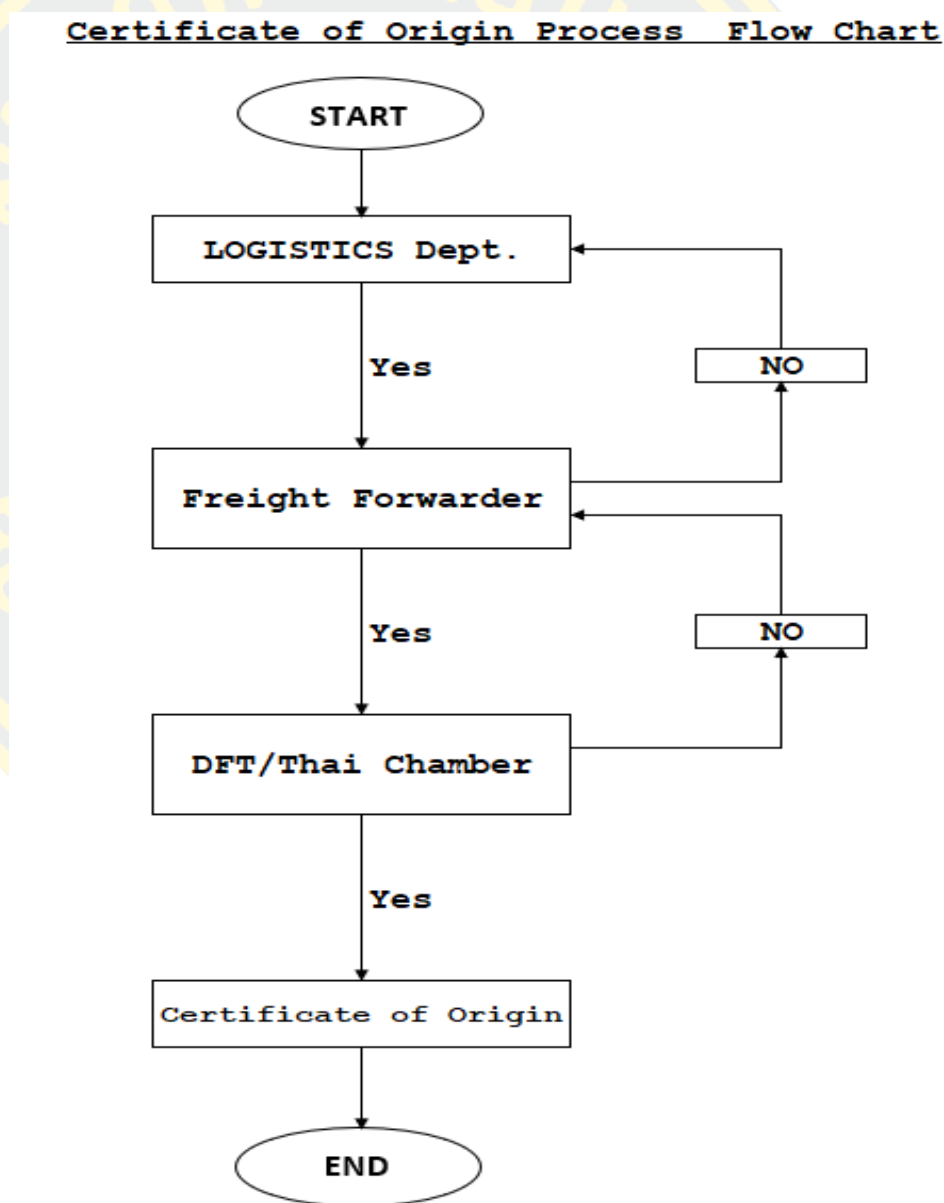 Certificate of Origin Process  Flow Chart
START
LOGISTICS Dept.
Yes
NO
Freight Forwarder
Yes
NO
DFT/Thai Chamber
Yes
Certificate of Origin
END